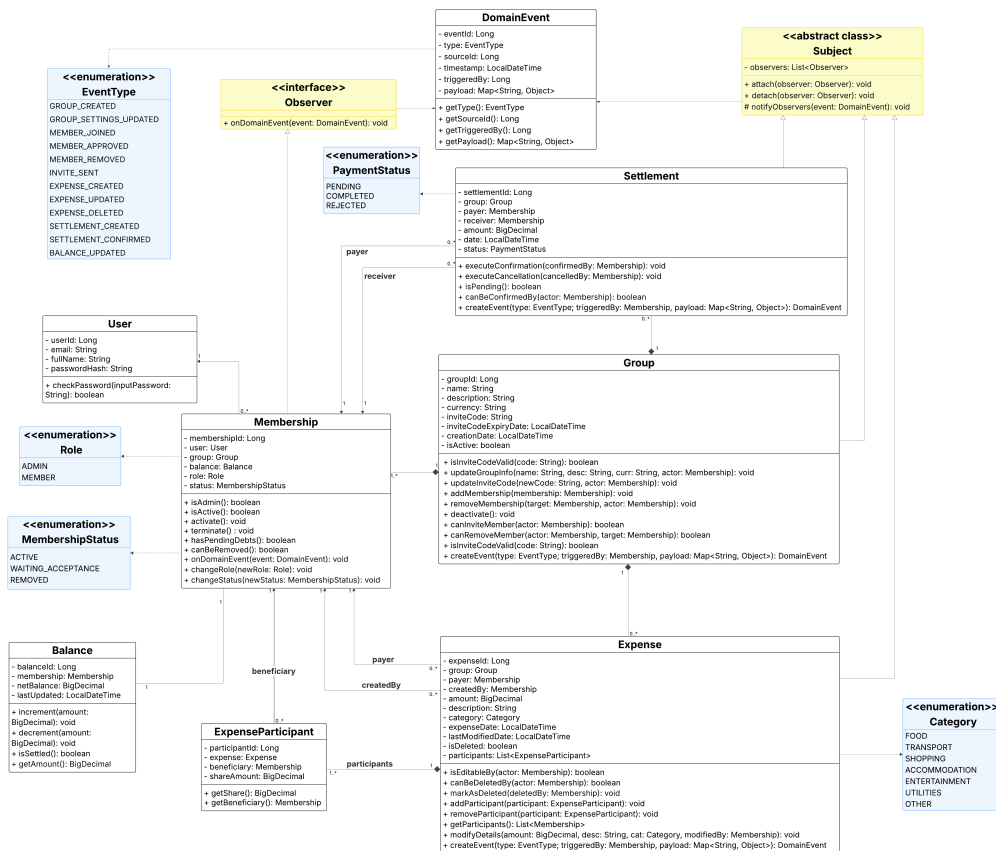 DomainEvent
- eventId: Long
- type: EventType
- sourceId: Long
- timestamp: LocalDateTime
- triggeredBy: Long
- payload: Map<String, Object>
+ getType(): EventType
+ getSourceId(): Long
+ getTriggeredBy(): Long
+ getPayload(): Map<String, Object>
<<abstract class>>
Subject
- observers: List<Observer>
+ attach(observer: Observer): void
+ detach(observer: Observer): void
# notifyObservers(event: DomainEvent): void
<<enumeration>>
EventType
GROUP_CREATED
GROUP_SETTINGS_UPDATED
MEMBER_JOINED
MEMBER_APPROVED
MEMBER_REMOVED
INVITE_SENT
EXPENSE_CREATED
EXPENSE_UPDATED
EXPENSE_DELETED
SETTLEMENT_CREATED
SETTLEMENT_CONFIRMED
BALANCE_UPDATED
<<interface>>
Observer
+ onDomainEvent(event: DomainEvent): void
<<enumeration>>
PaymentStatus
PENDING
COMPLETED
REJECTED
Settlement
- settlementId: Long
- group: Group
- payer: Membership
- receiver: Membership
- amount: BigDecimal
- date: LocalDateTime
- status: PaymentStatus
+ executeConfirmation(confirmedBy: Membership): void
+ executeCancellation(cancelledBy: Membership): void
+ isPending(): boolean
+ canBeConfirmedBy(actor: Membership): boolean
+ createEvent(type: EventType; triggeredBy: Membership, payload: Map<String, Object>): DomainEvent
0..*
payer
0..*
receiver
1
1
0..*
1
User
- userId: Long
- email: String
- fullName: String
- passwordHash: String
+ checkPassword(inputPassword:
String): boolean
1
0..*
Group
- groupId: Long
- name: String
- description: String
- currency: String
- inviteCode: String
- inviteCodeExpiryDate: LocalDateTime
- creationDate: LocalDateTime
- isActive: boolean
+ isInviteCodeValid(code: String): boolean
+ updateGroupInfo(name: String, desc: String, curr: String, actor: Membership): void
+ updateInviteCode(newCode: String, actor: Membership): void
+ addMembership(membership: Membership): void
+ removeMembership(target: Membership, actor: Membership): void
+ deactivate(): void
+ canInviteMember(actor: Membership): boolean
+ canRemoveMember(actor: Membership, target: Membership): boolean
+ isInviteCodeValid(code: String): boolean
+ createEvent(type: EventType; triggeredBy: Membership, payload: Map<String, Object>): DomainEvent
Membership
- membershipId: Long
- user: User
- group: Group
- balance: Balance
- role: Role
- status: MembershipStatus
+ isAdmin(): boolean
+ isActive(): boolean
+ activate(): void
+ terminate() : void
+ hasPendingDebts(): boolean
+ canBeRemoved(): boolean
+ onDomainEvent(event: DomainEvent): void
+ changeRole(newRole: Role): void
+ changeStatus(newStatus: MembershipStatus): void
1..*
1
<<enumeration>>
Role
ADMIN
MEMBER
<<enumeration>>
MembershipStatus
ACTIVE
WAITING_ACCEPTANCE
REMOVED
1
1
1
1
1
0..*
Balance
- balanceId: Long
- membership: Membership
- netBalance: BigDecimal
- lastUpdated: LocalDateTime
+ increment(amount:
BigDecimal): void
+ decrement(amount:
BigDecimal): void
+ isSettled(): boolean
+ getAmount(): BigDecimal
1
beneficiary
0..*
payer
0..*
createdBy
0..*
ExpenseParticipant
- participantId: Long
- expense: Expense
- beneficiary: Membership
- shareAmount: BigDecimal
+ getShare(): BigDecimal
+ getBeneficiary(): Membership
participants
1..*
1
Expense
- expenseId: Long
- group: Group
- payer: Membership
- createdBy: Membership
- amount: BigDecimal
- description: String
- category: Category
- expenseDate: LocalDateTime
- lastModifiedDate: LocalDateTime
- isDeleted: boolean
- participants: List<ExpenseParticipant>
+ isEditableBy(actor: Membership): boolean
+ canBeDeletedBy(actor: Membership): boolean
+ markAsDeleted(deletedBy: Membership): void
+ addParticipant(participant: ExpenseParticipant): void
+ removeParticipant(participant: ExpenseParticipant): void
+ getParticipants(): List<Membership>
+ modifyDetails(amount: BigDecimal, desc: String, cat: Category, modifiedBy: Membership): void
+ createEvent(type: EventType; triggeredBy: Membership, payload: Map<String, Object>): DomainEvent
<<enumeration>>
Category
FOOD
TRANSPORT
SHOPPING
ACCOMMODATION
ENTERTAINMENT
UTILITIES
OTHER